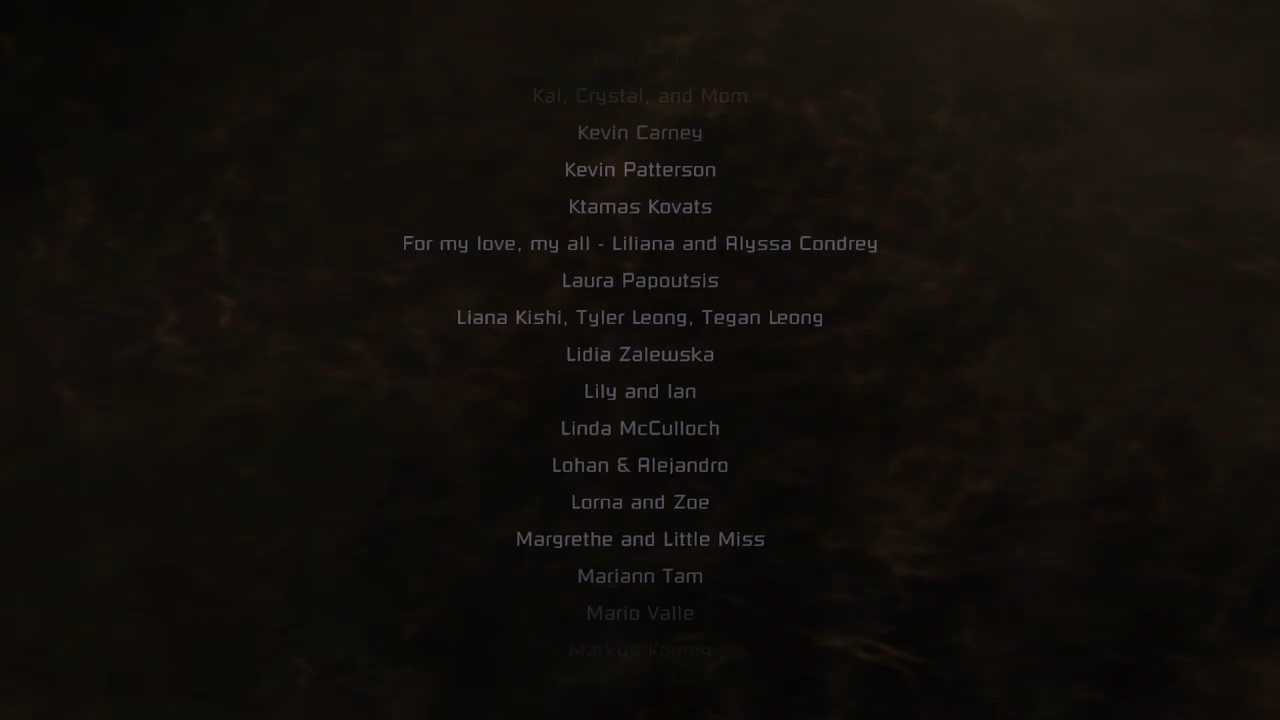 Kai, Crystal, and Mom
Kevin Carney
Kevin Patterson
Ktamas Kovats
For my love, my all - Liliana and Alyssa Condrey
Laura Papoutsis
Liana Kishi, Tyler Leong, Tegan Leong
Lidia Zalewska
Lily and Ian
Linda McCulloch
Lohan & Alejandro
Lorna and Zoe
Margrethe and Little Miss
Mariann Tam
Mario Valle
Markus Koenig